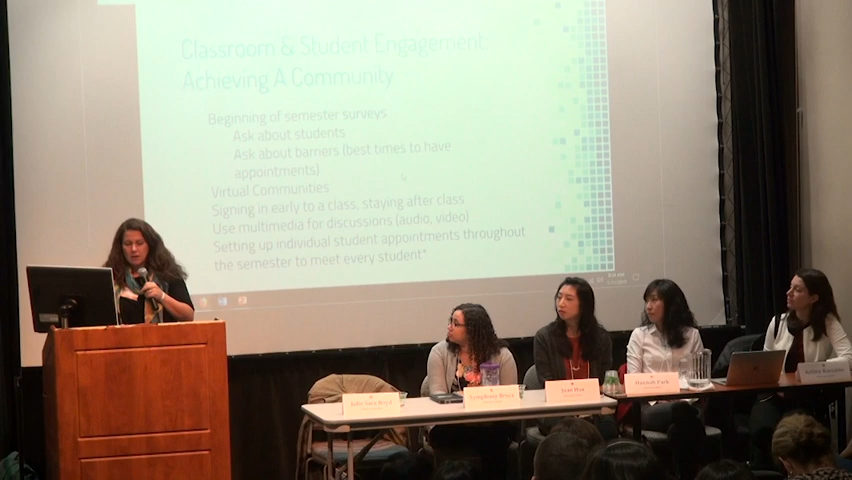 Classroom & Student Engagement:
Achieving A Community
Beginning of semester surveys
Ask about students
Ask about barriers (best times to have
appointments)
Virtual Communities
Signing in early to a class, staying after class
Use multimedia for discussions (audio, video)
Setting up individual student appointments throughout
the semester to meet every student*
Symphony Bruce
Hannah Park